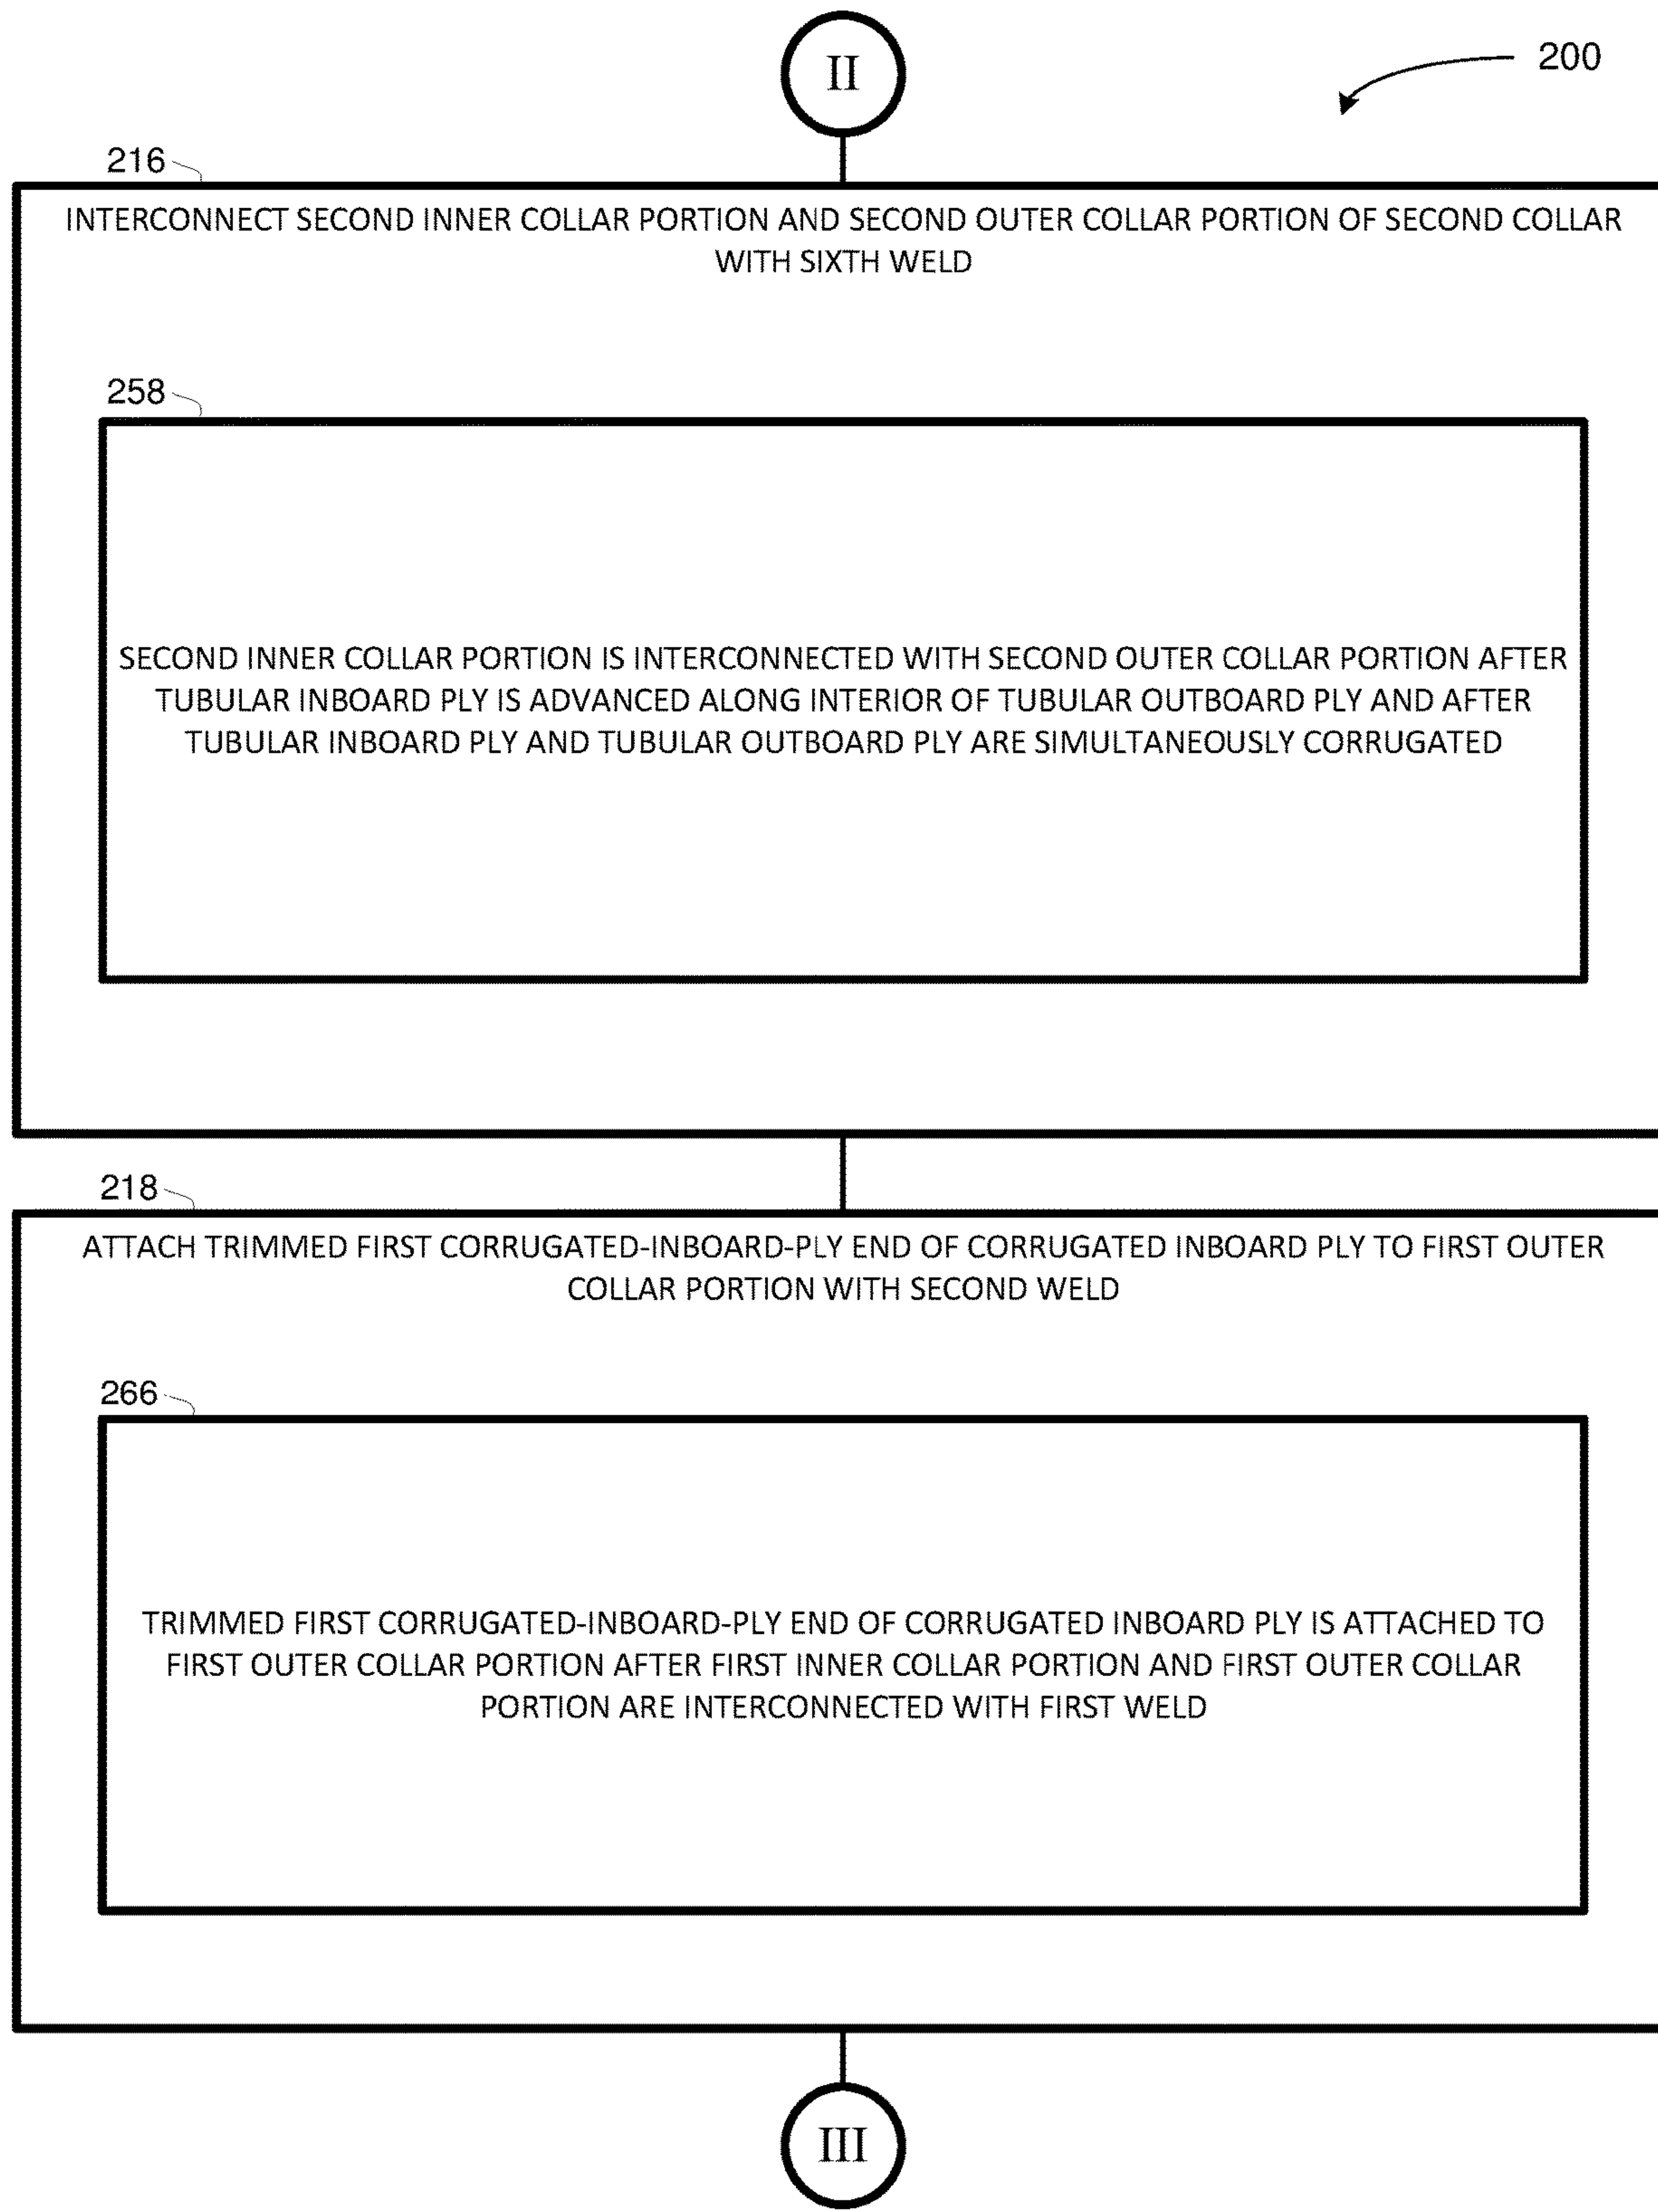 II
200
216
INTERCONNECT SECOND INNER COLLAR PORTION AND SECOND OUTER COLLAR PORTION OF SECOND COLLAR
WITH SIXTH WELD
258
SECOND INNER COLLAR PORTION IS INTERCONNECTED WITH SECOND OUTER COLLAR PORTION AFTER
TUBULAR INBOARD PLY IS ADVANCED ALONG INTERIOR OF TUBULAR OUTBOARD PLY AND AFTER
TUBULAR INBOARD PLY AND TUBULAR OUTBOARD PLY ARE SIMULTANEOUSLY CORRUGATED
218
ATTACH TRIMMED FIRST CORRUGATED-INBOARD-PLY END OF CORRUGATED INBOARD PLY TO FIRST OUTER
COLLAR PORTION WITH SECOND WELD
266
TRIMMED FIRST CORRUGATED-INBOARD-PLY END OF CORRUGATED INBOARD PLY IS ATTACHED TO
FIRST OUTER COLLAR PORTION AFTER FIRST INNER COLLAR PORTION AND FIRST OUTER COLLAR
PORTION ARE INTERCONNECTED WITH FIRST WELD
III